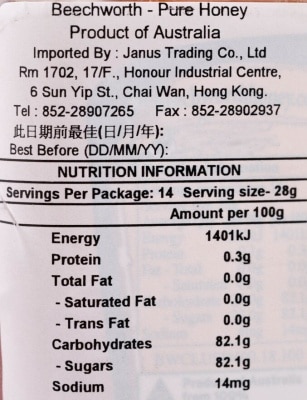 Beechworth - Pure Honey
Product of Australia
Imported By : Janus Trading Co., Ltd
Rm 1702, 17/F., Honour Industrial Centre,
6 Sun Yip St., Chai Wan, Hong Kong.
Tel : 852-28907265 Fax : 852-28902937
此日期前最佳(日/月/年):
Best Before (DD/MM/YY):
NUTRITION INFORMATION
Servings Per Package: 14 Serving size- 28g
Amount per 100g
Energy 1401kJ
Protein 0.3g
Total Fat 0.0g
- Saturated Fat 0.0g
- Trans Fat 0.0g
Carbohydrates 82.1g
- Sugars 82.1g
Sodium 14mg